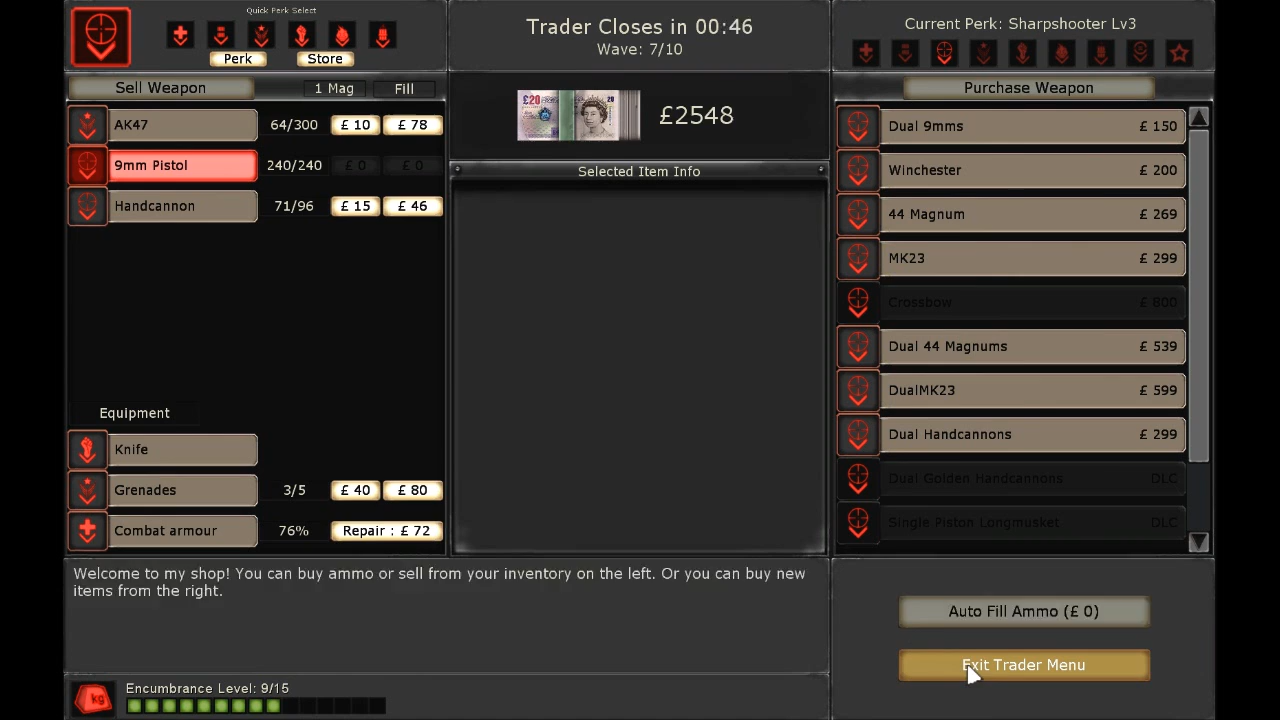 Quick Perk Select
Perk
Store
Trader Closes in 00:46
Wave: 7/10
Current Perk: Sharpshooter Lv3
Sell Weapon
1 Mag
Fill
AK47 64/300 £ 10 £ 78
9mm Pistol 240/240 £ 0 £ 0
Handcannon 71/96 £ 15 £ 46
Equipment
Knife
Grenades 3/5 £ 40 £ 80
Combat armour 76% Repair : £ 72
£20 20
£2548
Selected Item Info
Purchase Weapon
Dual 9mms £ 150
Winchester £ 200
44 Magnum £ 269
MK23 £ 299
Crossbow £ 800
Dual 44 Magnums £ 539
DualMK23 £ 599
Dual Handcannons £ 299
Dual Golden Handcannons DLC
Single Piston Longmusket DLC
Welcome to my shop! You can buy ammo or sell from your inventory on the left. Or you can buy new
items from the right.
Auto Fill Ammo (£ 0)
Exit Trader Menu
kg
Encumbrance Level: 9/15